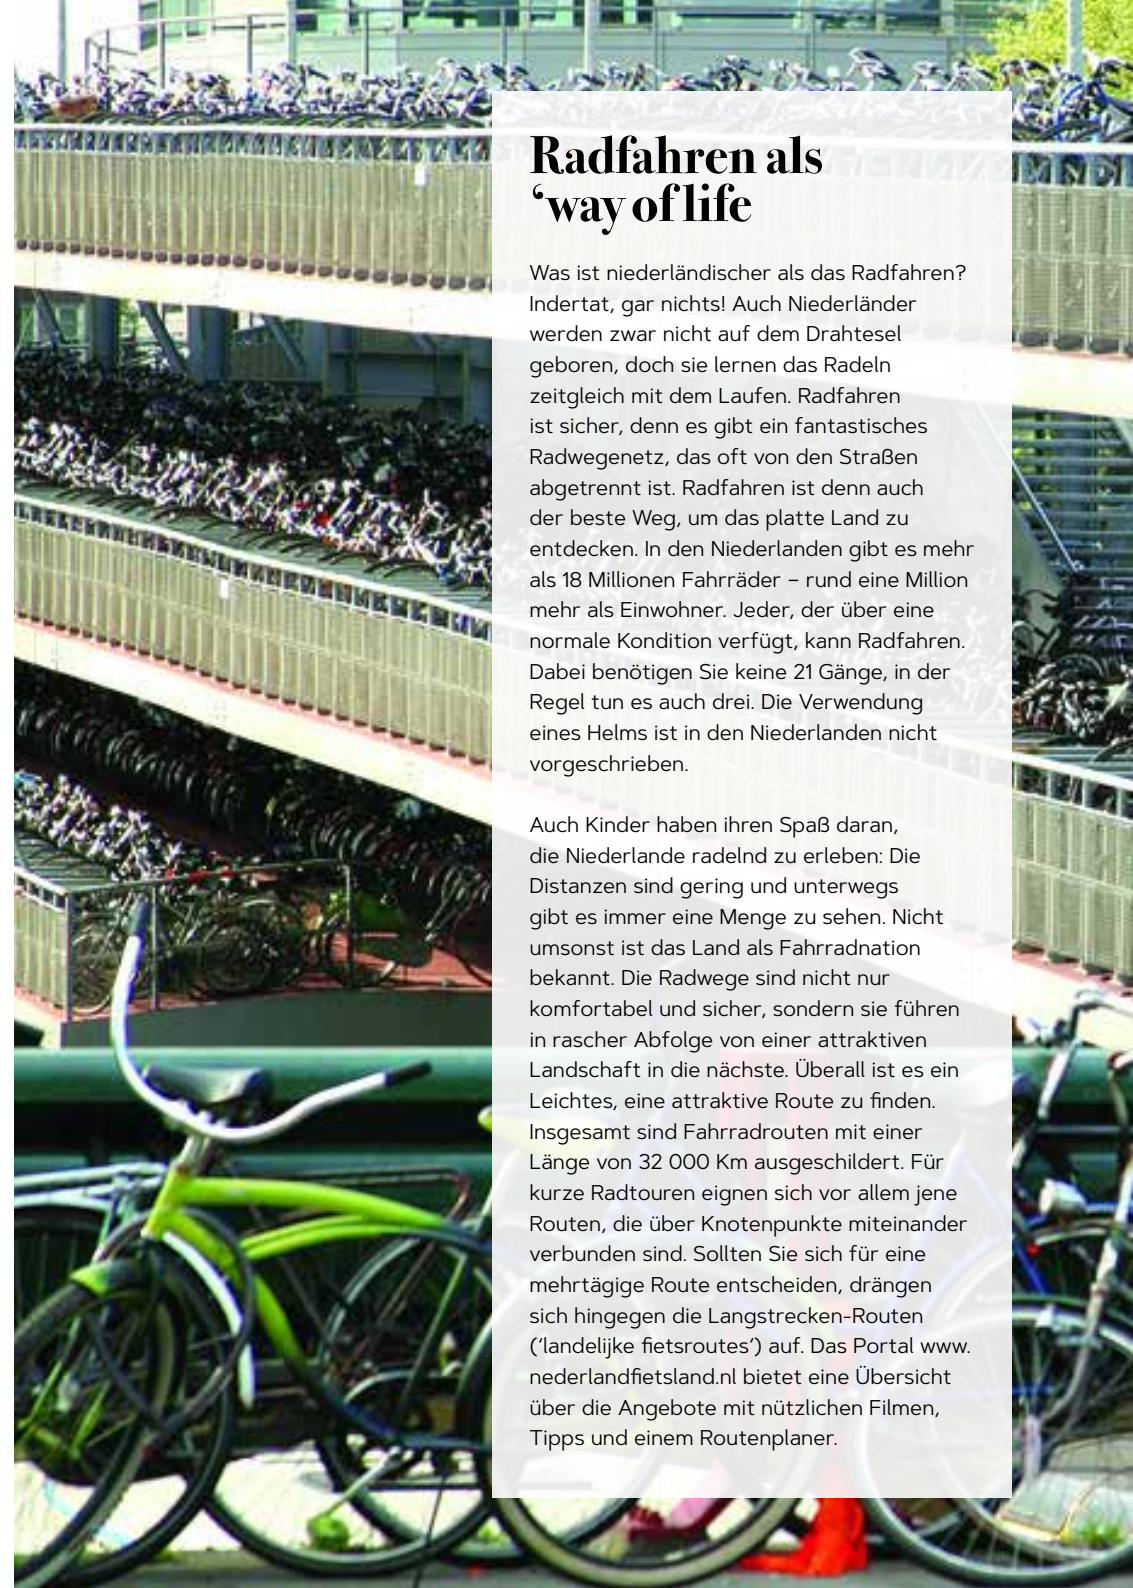 Radfahren als
‘way of life
Was ist niederländischer als das Radfahren?
Indertat, gar nichts! Auch Niederländer
werden zwar nicht auf dem Drahtesel
geboren, doch sie lernen das Radeln
zeitgleich mit dem Laufen. Radfahren
ist sicher, denn es gibt ein fantastisches
Radwegenetz, das oft von den Straßen
abgetrennt ist. Radfahren ist denn auch
der beste Weg, um das platte Land zu
entdecken. In den Niederlanden gibt es mehr
als 18 Millionen Fahrräder – rund eine Million
mehr als Einwohner. Jeder, der über eine
normale Kondition verfügt, kann Radfahren.
Dabei benötigen Sie keine 21 Gänge, in der
Regel tun es auch drei. Die Verwendung
eines Helms ist in den Niederlanden nicht
vorgeschrieben.
Auch Kinder haben ihren Spaß daran,
die Niederlande radelnd zu erleben: Die
Distanzen sind gering und unterwegs
gibt es immer eine Menge zu sehen. Nicht
umsonst ist das Land als Fahrradnation
bekannt. Die Radwege sind nicht nur
komfortabel und sicher, sondern sie führen
in rascher Abfolge von einer attraktiven
Landschaft in die nächste. Überall ist es ein
Leichtes, eine attraktive Route zu finden.
Insgesamt sind Fahrradrouten mit einer
Länge von 32 000 Km ausgeschildert. Für
kurze Radtouren eignen sich vor allem jene
Routen, die über Knotenpunkte miteinander
verbunden sind. Sollten Sie sich für eine
mehrtägige Route entscheiden, drängen
sich hingegen die Langstrecken-Routen
(‘landelijke fietsroutes’) auf. Das Portal www.
nederlandfietsland.nl bietet eine Übersicht
über die Angebote mit nützlichen Filmen,
Tipps und einem Routenplaner.